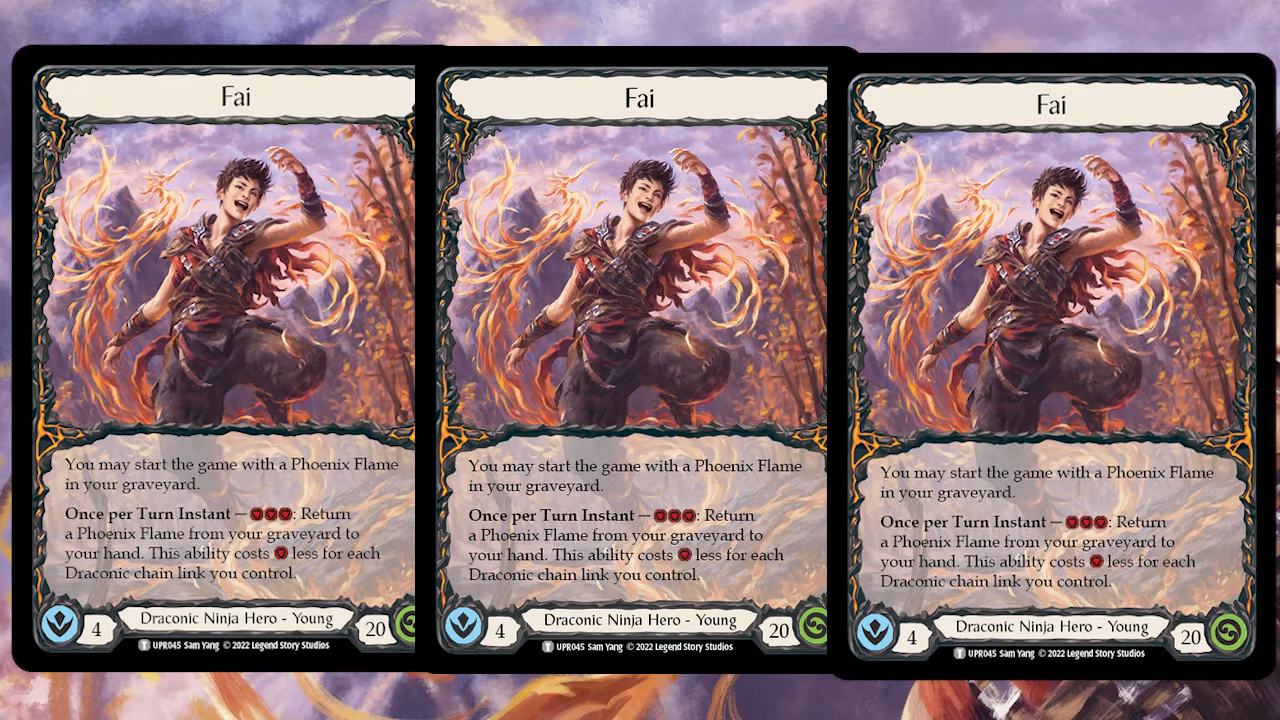 Fai
You may start the game with a Phoenix Flame
in your graveyard.
Once per Turn Instant — : Return
a Phoenix Flame from your graveyard to
your hand. This ability costs less for each
Draconic chain link you control.
4
Draconic Ninja Hero - Young
20
T UPR045 Sam Yang © 2022 Legend Story Studios
Fai
You may start the game with a Phoenix Flame
in your graveyard.
Once per Turn Instant — : Return
a Phoenix Flame from your graveyard to
your hand. This ability costs less for each
Draconic chain link you control.
4
Draconic Ninja Hero - Young
20
T UPR045 Sam Yang © 2022 Legend Story Studios
Fai
You may start the game with a Phoenix Flame
in your graveyard.
Once per Turn Instant — : Return
a Phoenix Flame from your graveyard to
your hand. This ability costs less for each
Draconic chain link you control.
4
Draconic Ninja Hero - Young
20
T UPR045 Sam Yang © 2022 Legend Story Studios